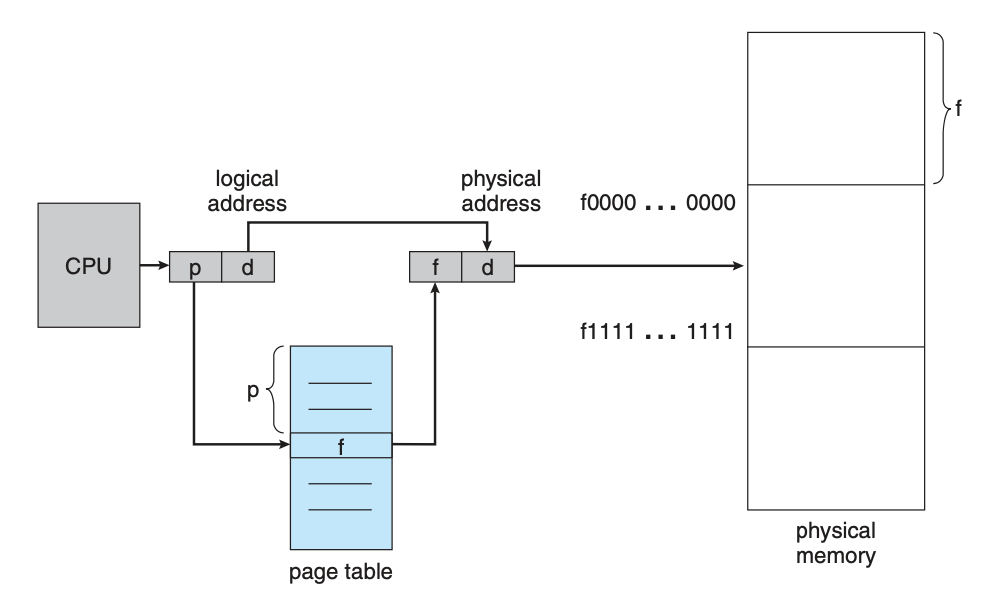 f
logical
address
physical
address
f0000 ... 0000
CPU
p
d
f
d
f1111 ... 1111
p
f
page table
physical
memory